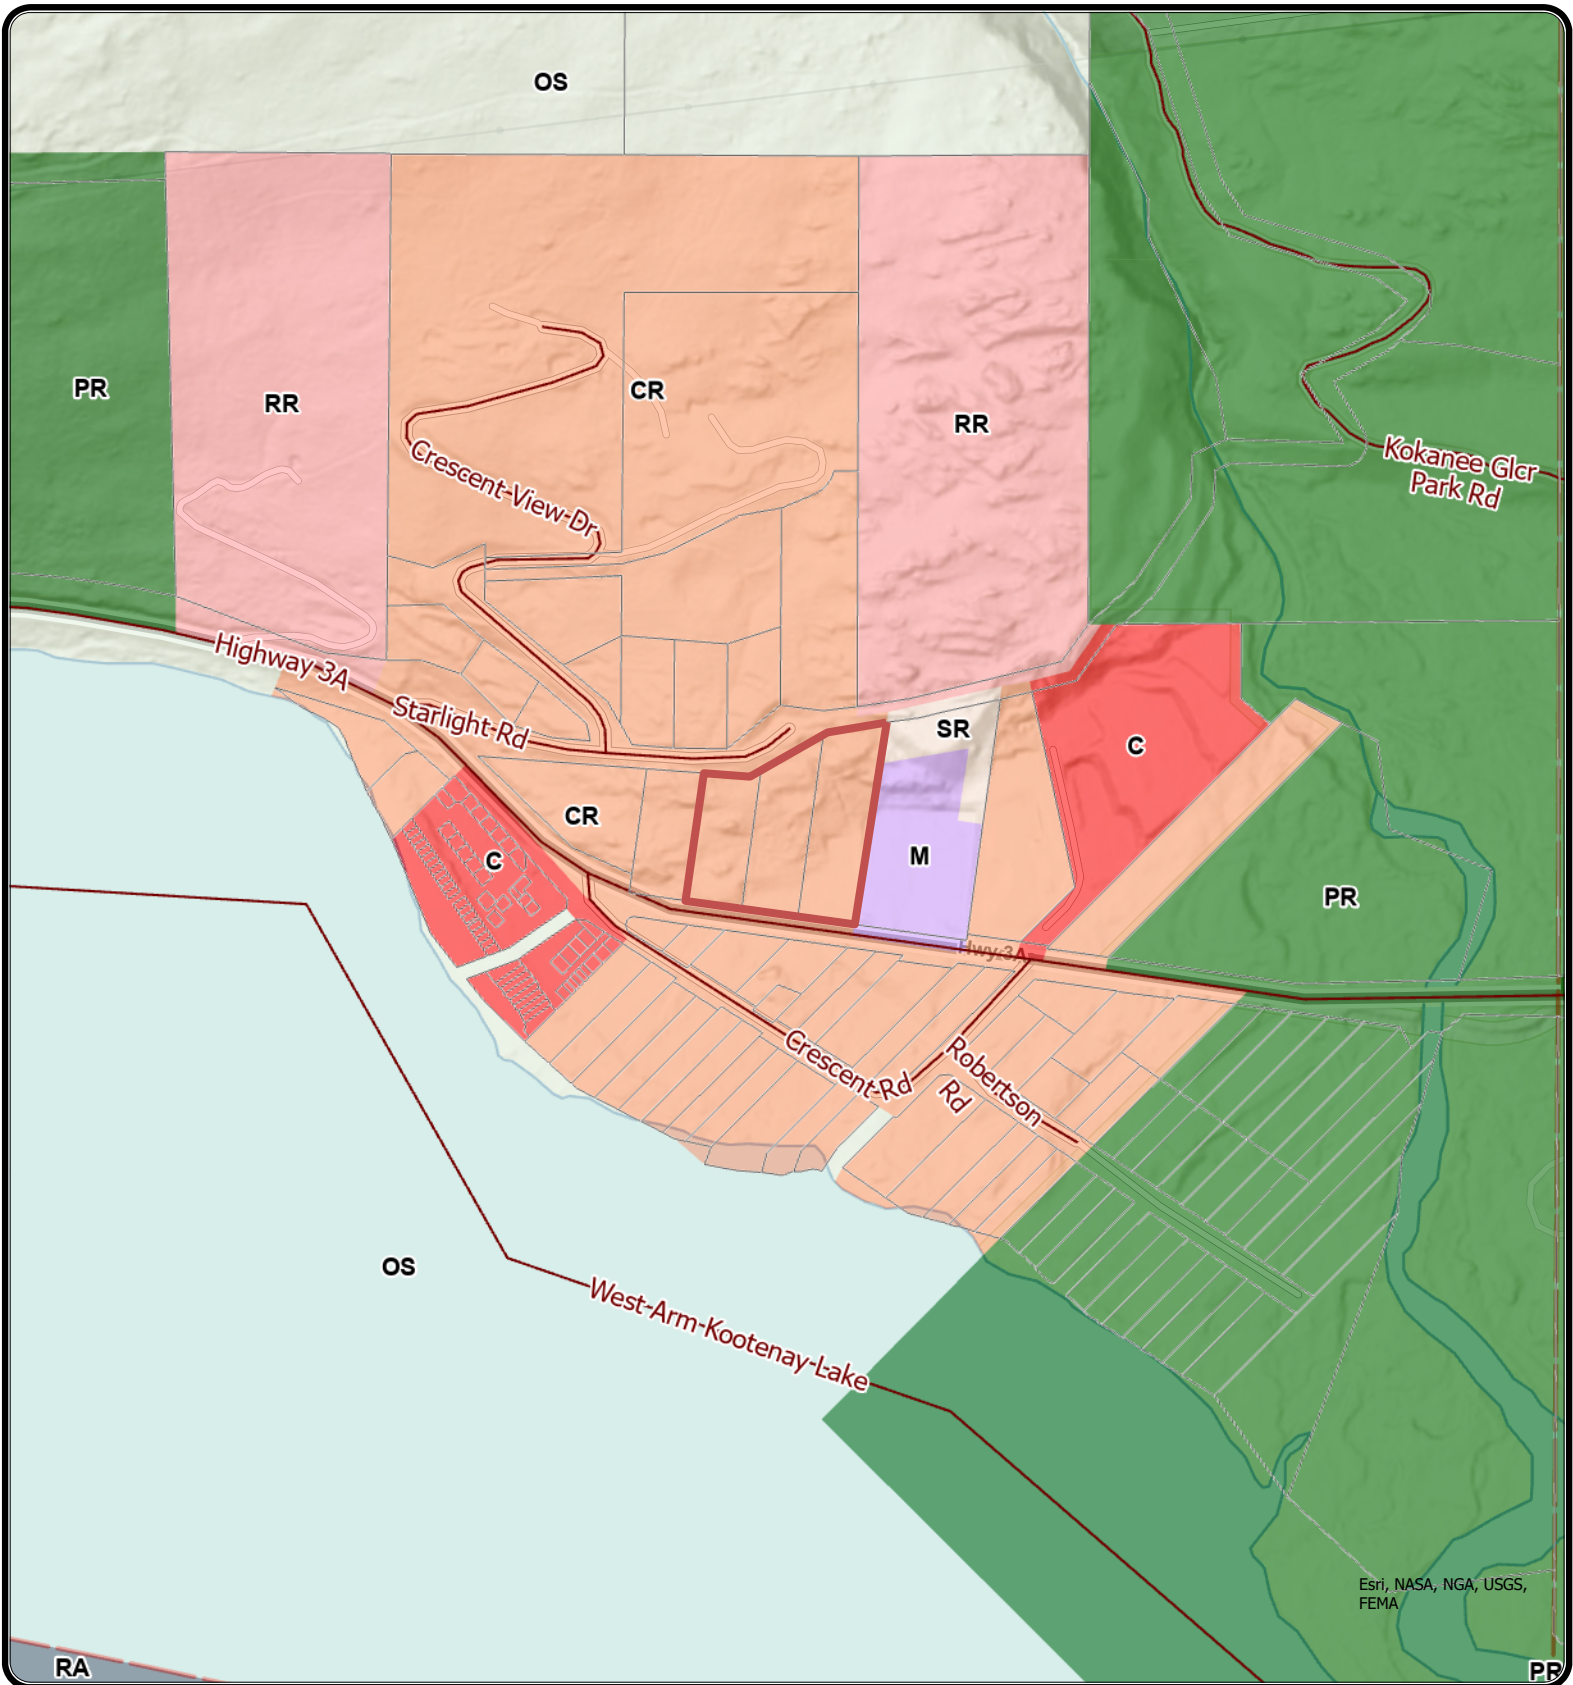 OS
PR
RR
CR
RR
Kokanee Glcr
Park Rd
Crescent-View-Dr
Highway 3A
Starlight-Rd
SR
C
CR
C
M
PR
Hwy-3A
Crescent-Rd
Robertson
Rd
OS
West-Arm-Kootenay-Lake
Esri, NASA, NGA, USGS,
FEMA
RA
PR